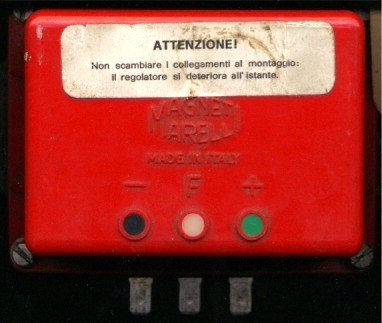 ATTENZIONE!
Non scambiare i collegamenti al montaggio:
il regolatore si deteriora all'istante.
MAGNETI
MARELLI
MADE IN ITALY
− F +